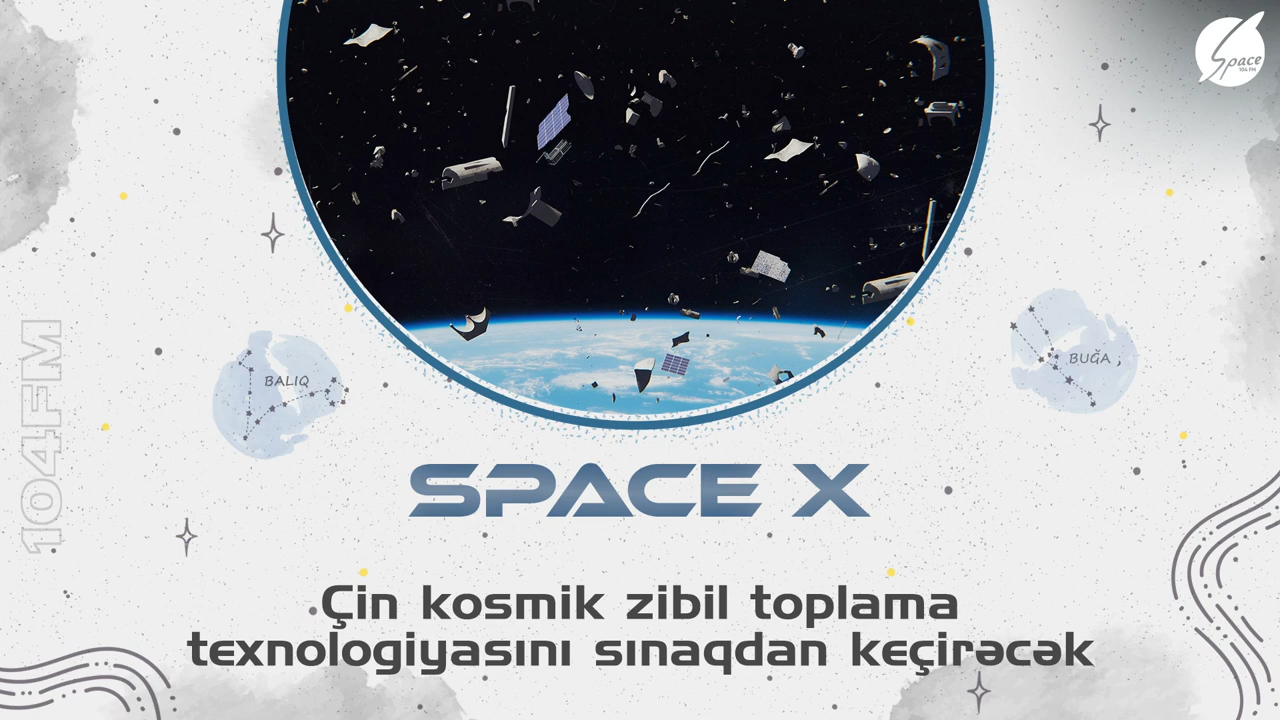 Space
104 FM
BALIQ
BUĞA
104FM
SPACE X
Çin kosmik zibil toplama
texnologiyasını sınaqdan keçirəcək